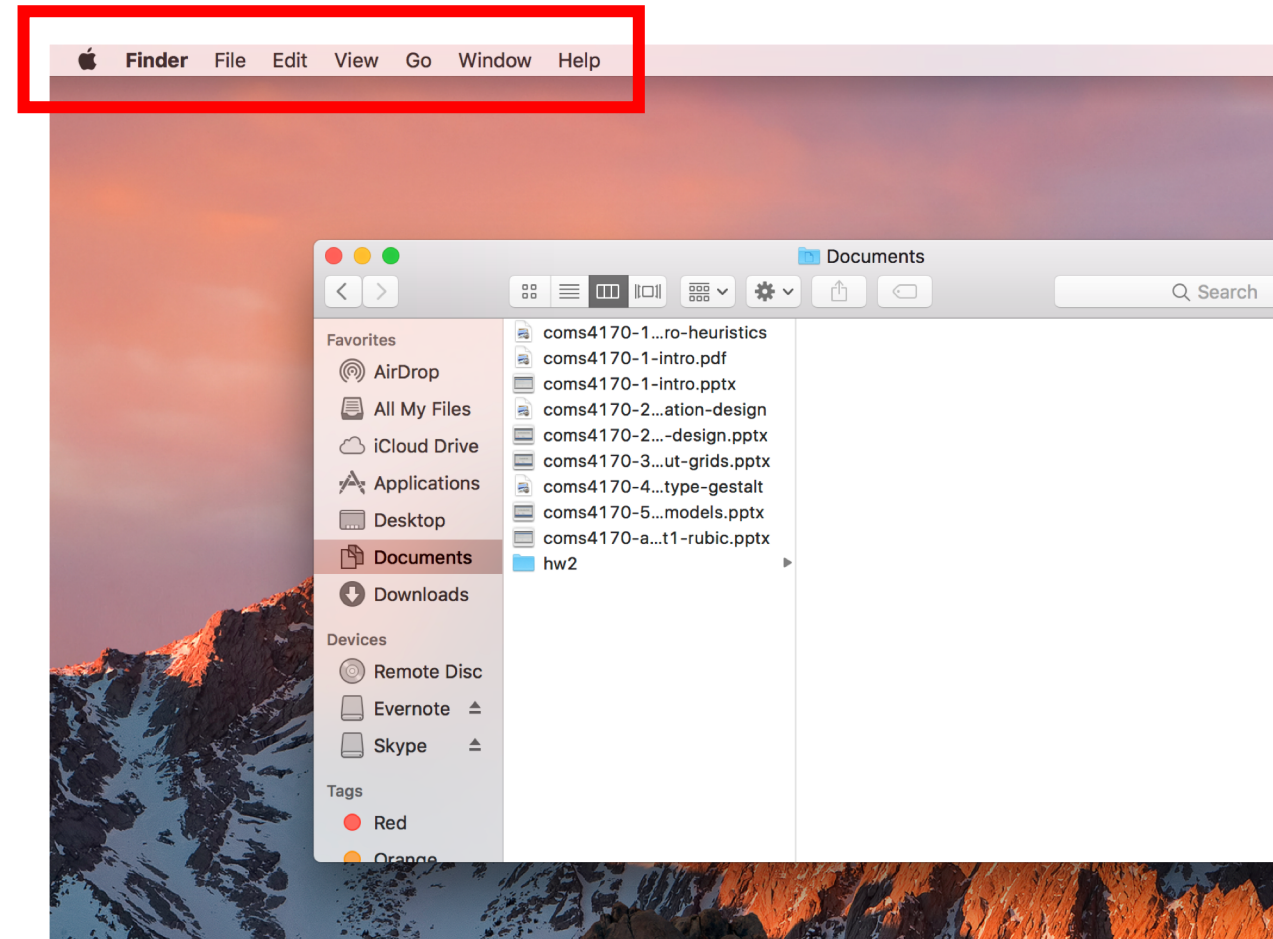 Finder File Edit View Go Window Help
Documents
Search
Favorites
AirDrop
All My Files
iCloud Drive
Applications
Desktop
Documents
Downloads
Devices
Remote Disc
Evernote
Skype
Tags
Red
Orange
coms4170-1...ro-heuristics
coms4170-1-intro.pdf
coms4170-1-intro.pptx
coms4170-2...ation-design
coms4170-2...-design.pptx
coms4170-3...ut-grids.pptx
coms4170-4...type-gestalt
coms4170-5...models.pptx
coms4170-a...t1-rubic.pptx
hw2